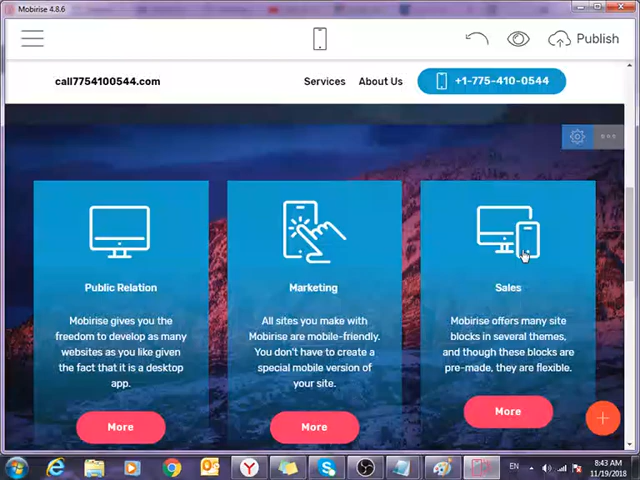 Mobirise 4.8.6
Publish
call7754100544.com
Services
About Us
+1-775-410-0544
Public Relation
Mobirise gives you the
freedom to develop as many
websites as you like given
the fact that it is a desktop
app.
More
Marketing
All sites you make with
Mobirise are mobile-friendly.
You don't have to create a
special mobile version of
your site.
More
Sales
Mobirise offers many site
blocks in several themes,
and though these blocks are
pre-made, they are flexible.
More
EN
8:43 AM
11/19/2018